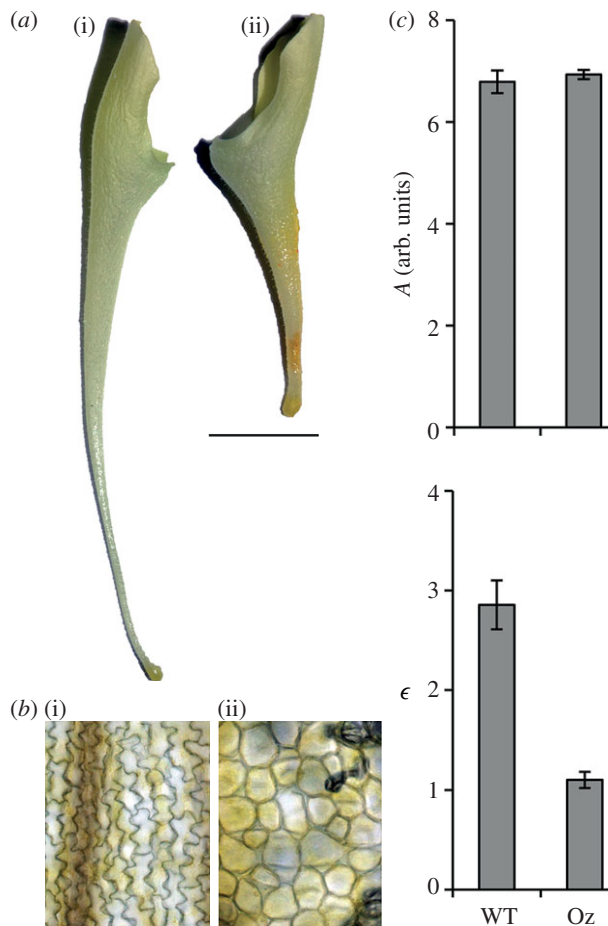 (a) (i) (ii)
(b) (i) (ii)
(c)
8
6
4
2
0
A (arb. units)
4
3
2
1
0
ϵ
WT Oz